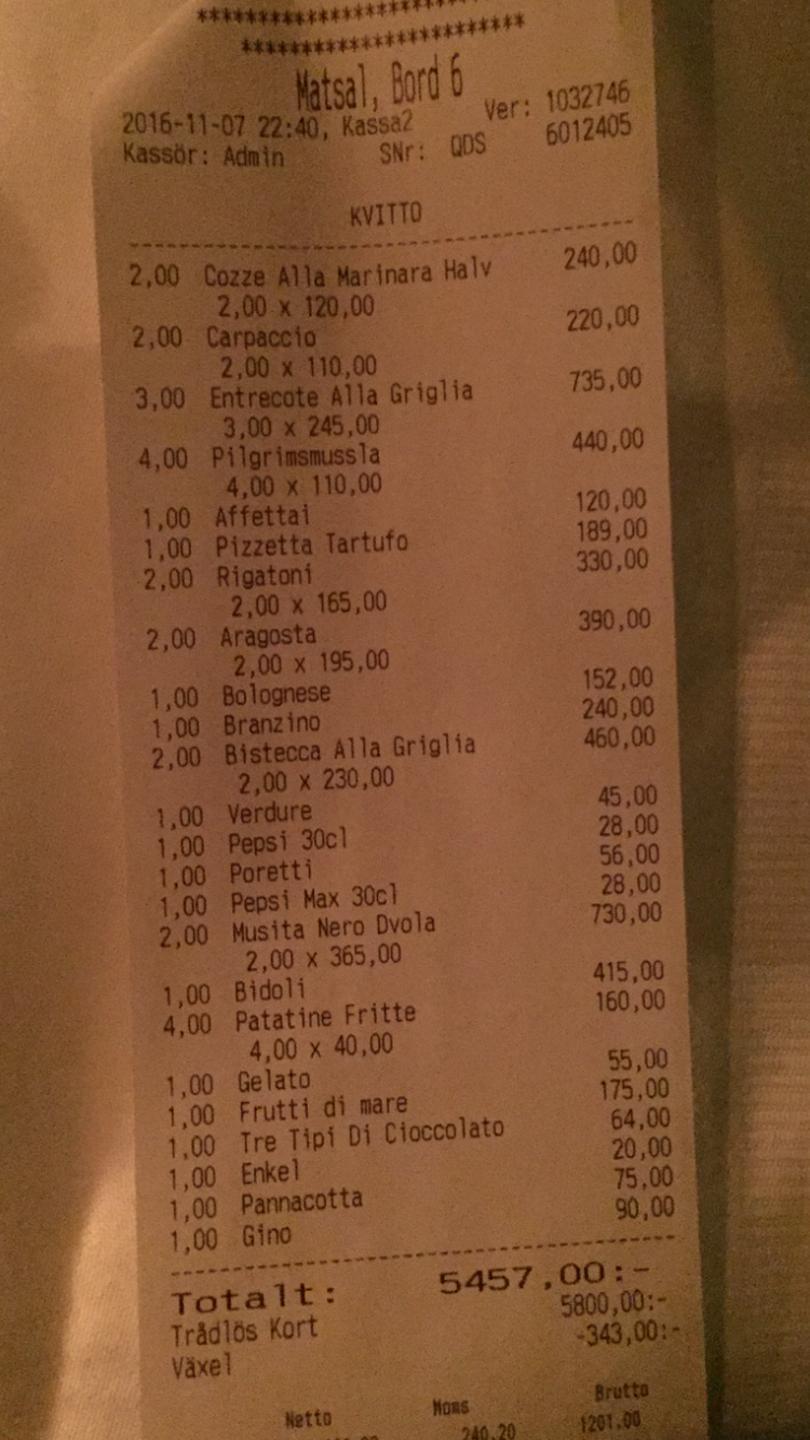 ************************
************************
Matsal, Bord 6
2016-11-07 22:40, Kassa2 Ver: 1032746
Kassör: Admin SNr: QDS 6012405
KVITTO
2,00 Cozze Alla Marinara Halv 240,00
2,00 x 120,00
2,00 Carpaccio 220,00
2,00 x 110,00
3,00 Entrecote Alla Griglia 735,00
3,00 x 245,00
4,00 Pilgrimsmussla 440,00
4,00 x 110,00
1,00 Affettai 120,00
1,00 Pizzetta Tartufo 189,00
2,00 Rigatoni 330,00
2,00 x 165,00
2,00 Aragosta 390,00
2,00 x 195,00
1,00 Bolognese 152,00
1,00 Branzino 240,00
2,00 Bistecca Alla Griglia 460,00
2,00 x 230,00
1,00 Verdure 45,00
1,00 Pepsi 30cl 28,00
1,00 Poretti 56,00
1,00 Pepsi Max 30cl 28,00
2,00 Musita Nero Dvola 730,00
2,00 x 365,00
1,00 Bidoli 415,00
4,00 Patatine Fritte 160,00
4,00 x 40,00
1,00 Gelato 55,00
1,00 Frutti di mare 175,00
1,00 Tre Tipi Di Cioccolato 64,00
1,00 Enkel 20,00
1,00 Pannacotta 75,00
1,00 Gino 90,00
Totalt: 5457,00:-
Trådlös Kort 5800,00:-
Växel -343,00:-
Netto Moms Brutto
240.20 1201.00